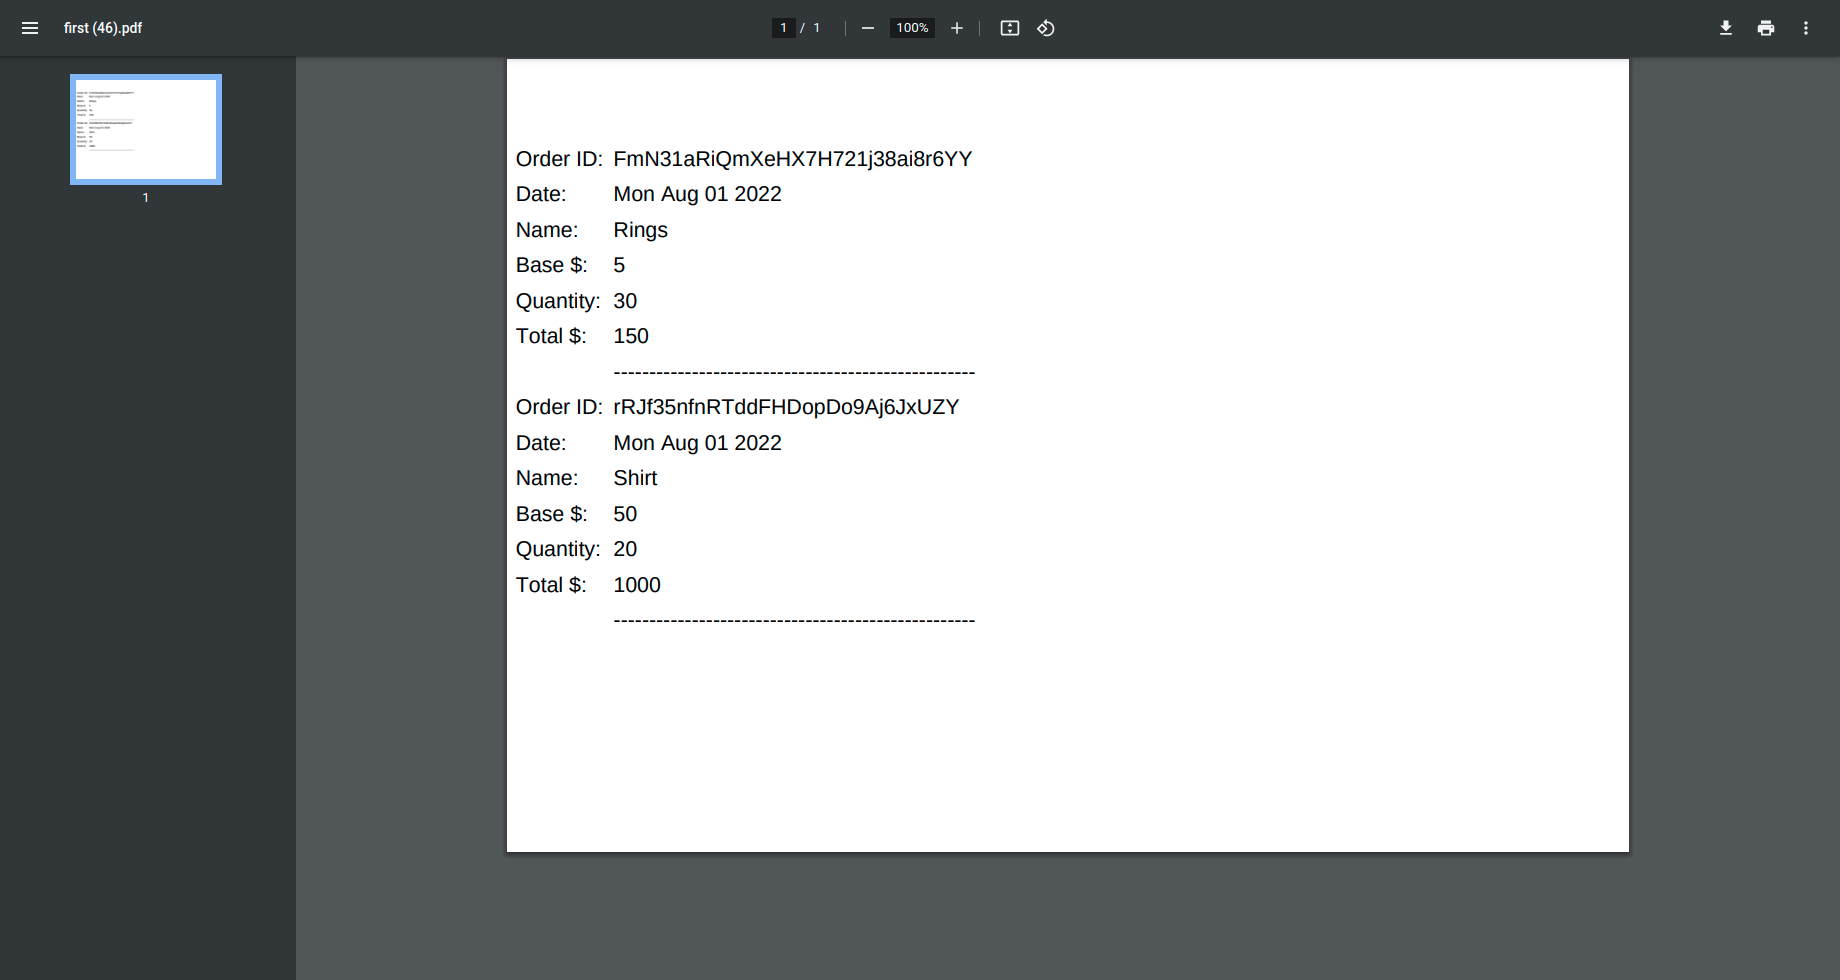 first (46).pdf
1 / 1
100%
1
Order ID: FmN31aRiQmXeHX7H721j38ai8r6YY
Date: Mon Aug 01 2022
Name: Rings
Base $: 5
Quantity: 30
Total $: 150
---------------------------------------------------
Order ID: rRJf35nfnRTddFHDopDo9Aj6JxUZY
Date: Mon Aug 01 2022
Name: Shirt
Base $: 50
Quantity: 20
Total $: 1000
---------------------------------------------------